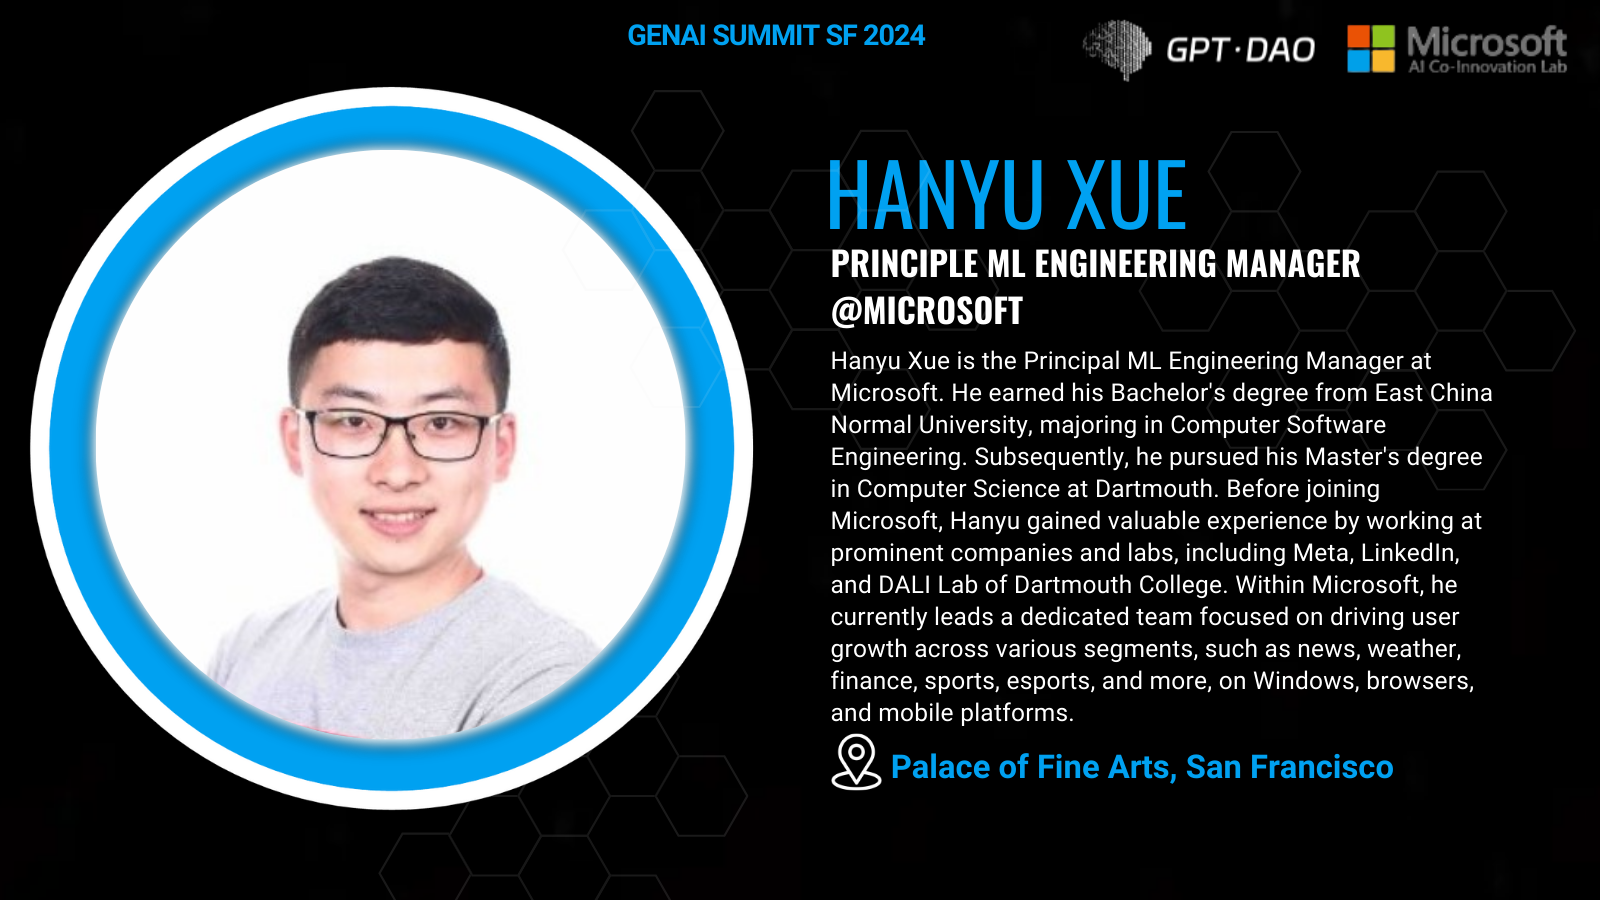 GENAI SUMMIT SF 2024
GPT·DAO
Microsoft
AI Co-Innovation Lab
HANYU XUE
PRINCIPLE ML ENGINEERING MANAGER
@MICROSOFT
Hanyu Xue is the Principal ML Engineering Manager at
Microsoft. He earned his Bachelor's degree from East China
Normal University, majoring in Computer Software
Engineering. Subsequently, he pursued his Master's degree
in Computer Science at Dartmouth. Before joining
Microsoft, Hanyu gained valuable experience by working at
prominent companies and labs, including Meta, LinkedIn,
and DALI Lab of Dartmouth College. Within Microsoft, he
currently leads a dedicated team focused on driving user
growth across various segments, such as news, weather,
finance, sports, esports, and more, on Windows, browsers,
and mobile platforms.
Palace of Fine Arts, San Francisco